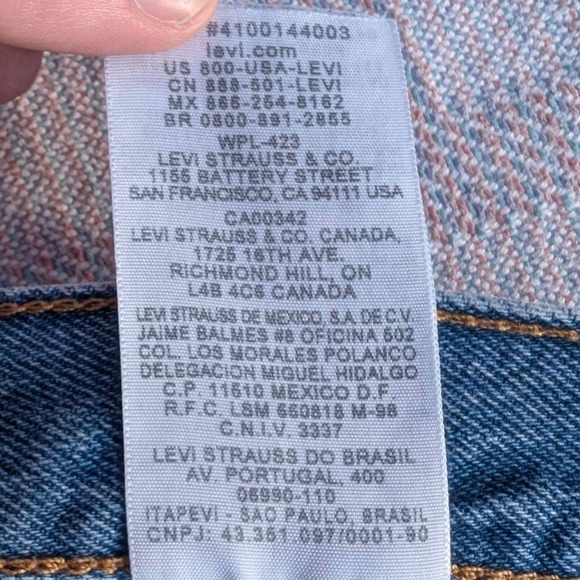 #4100144003
levi.com
US 800-USA-LEVI
CN 888-501-LEVI
MX 866-254-8162
BR 0800-891-2855
WPL-423
LEVI STRAUSS & CO.
1155 BATTERY STREET
SAN FRANCISCO, CA 94111 USA
CA00342
LEVI STRAUSS & CO. CANADA,
1725 16TH AVE.
RICHMOND HILL, ON
L4B 4C6 CANADA
LEVI STRAUSS DE MEXICO, S.A. DE C.V.
JAIME BALMES #8 OFICINA 502
COL. LOS MORALES POLANCO
DELEGACION MIGUEL HIDALGO
C.P. 11510 MEXICO D.F.
R.F.C. LSM 650818 M-98
C.N.I.V. 3337
LEVI STRAUSS DO BRASIL
AV. PORTUGAL, 400
06990-110
ITAPEVI - SAO PAULO, BRASIL
CNPJ: 43 351 097/0001-90